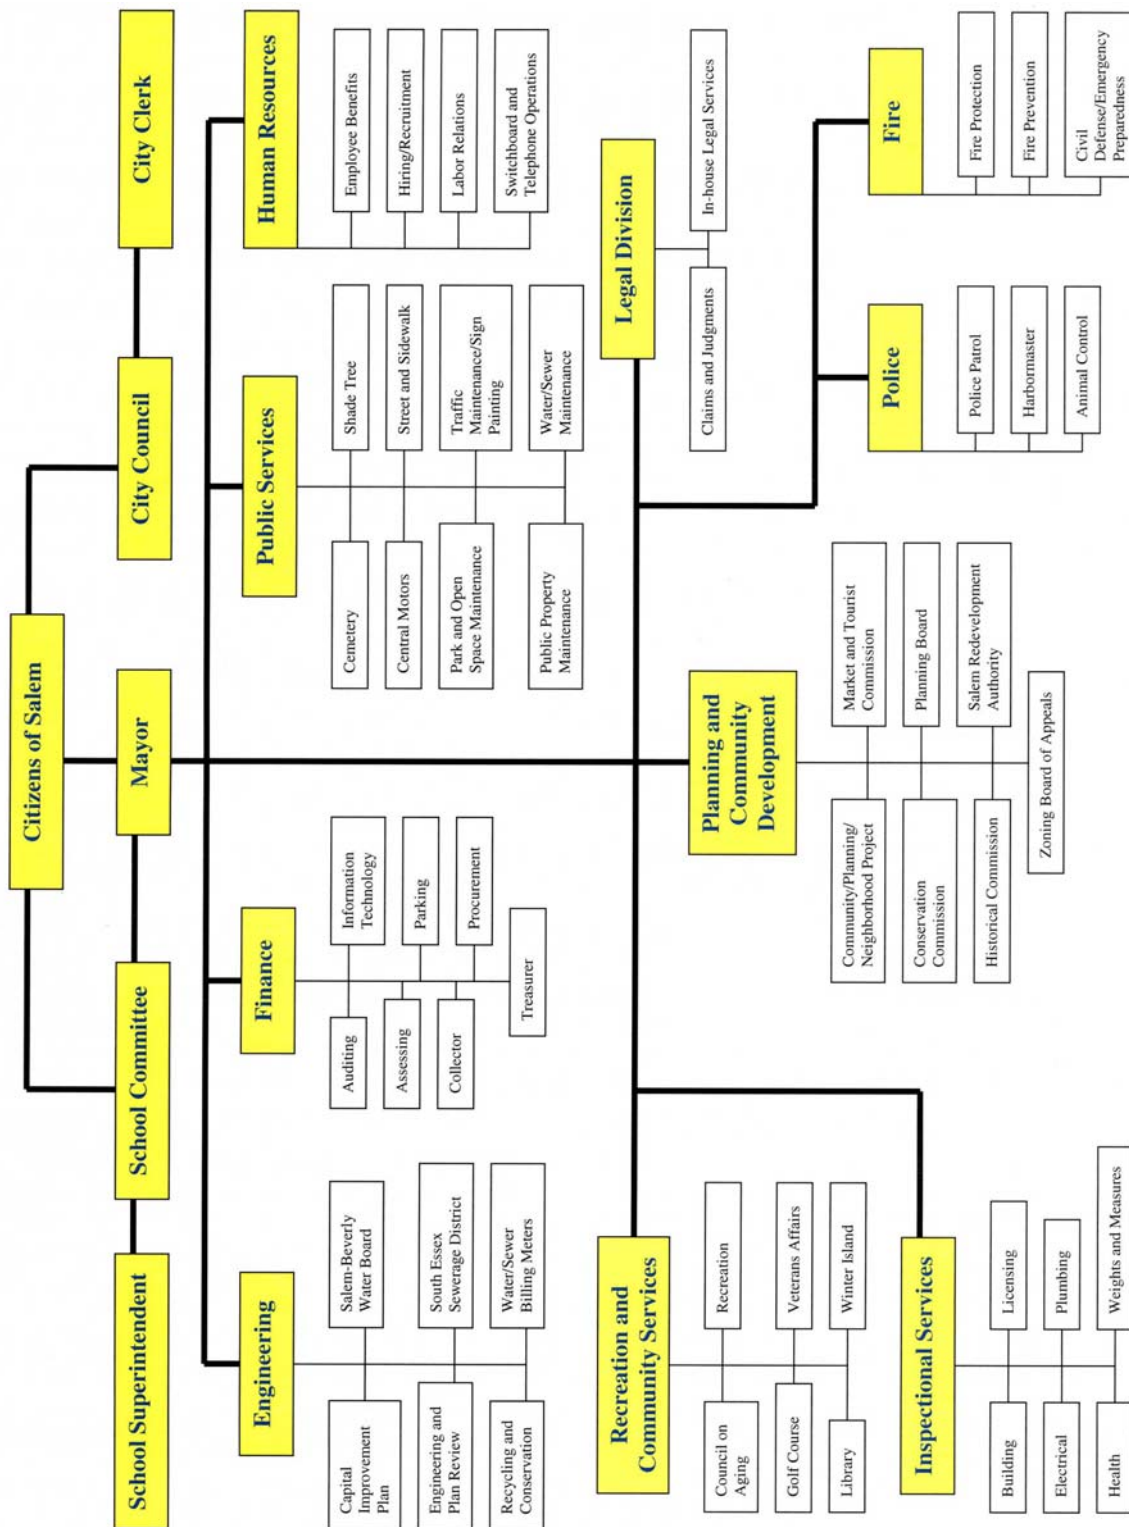 Citizens of Salem
School Superintendent
School Committee
Mayor
City Council
City Clerk
Engineering
Capital
Improvement
Plan
Salem-Beverly
Water Board
Engineering and
Plan Review
South Essex
Sewerage District
Recycling and
Conservation
Water/Sewer
Billing Meters
Finance
Auditing
Information
Technology
Assessing
Parking
Collector
Procurement
Treasurer
Public Services
Cemetery
Shade Tree
Central Motors
Street and Sidewalk
Park and Open
Space Maintenance
Traffic
Maintenance/Sign
Painting
Public Property
Maintenance
Water/Sewer
Maintenance
Human Resources
Employee Benefits
Hiring/Recruitment
Labor Relations
Switchboard and
Telephone Operations
Recreation and
Community Services
Council on
Aging
Recreation
Golf Course
Veterans Affairs
Library
Winter Island
Legal Division
Claims and Judgments
In-house Legal Services
Planning and
Community
Development
Community/Planning/
Neighborhood Project
Market and Tourist
Commission
Conservation
Commission
Planning Board
Historical Commission
Salem Redevelopment
Authority
Zoning Board of Appeals
Inspectional Services
Building
Licensing
Electrical
Plumbing
Health
Weights and Measures
Police
Police Patrol
Harbormaster
Animal Control
Fire
Fire Protection
Fire Prevention
Civil
Defense/Emergency
Preparedness